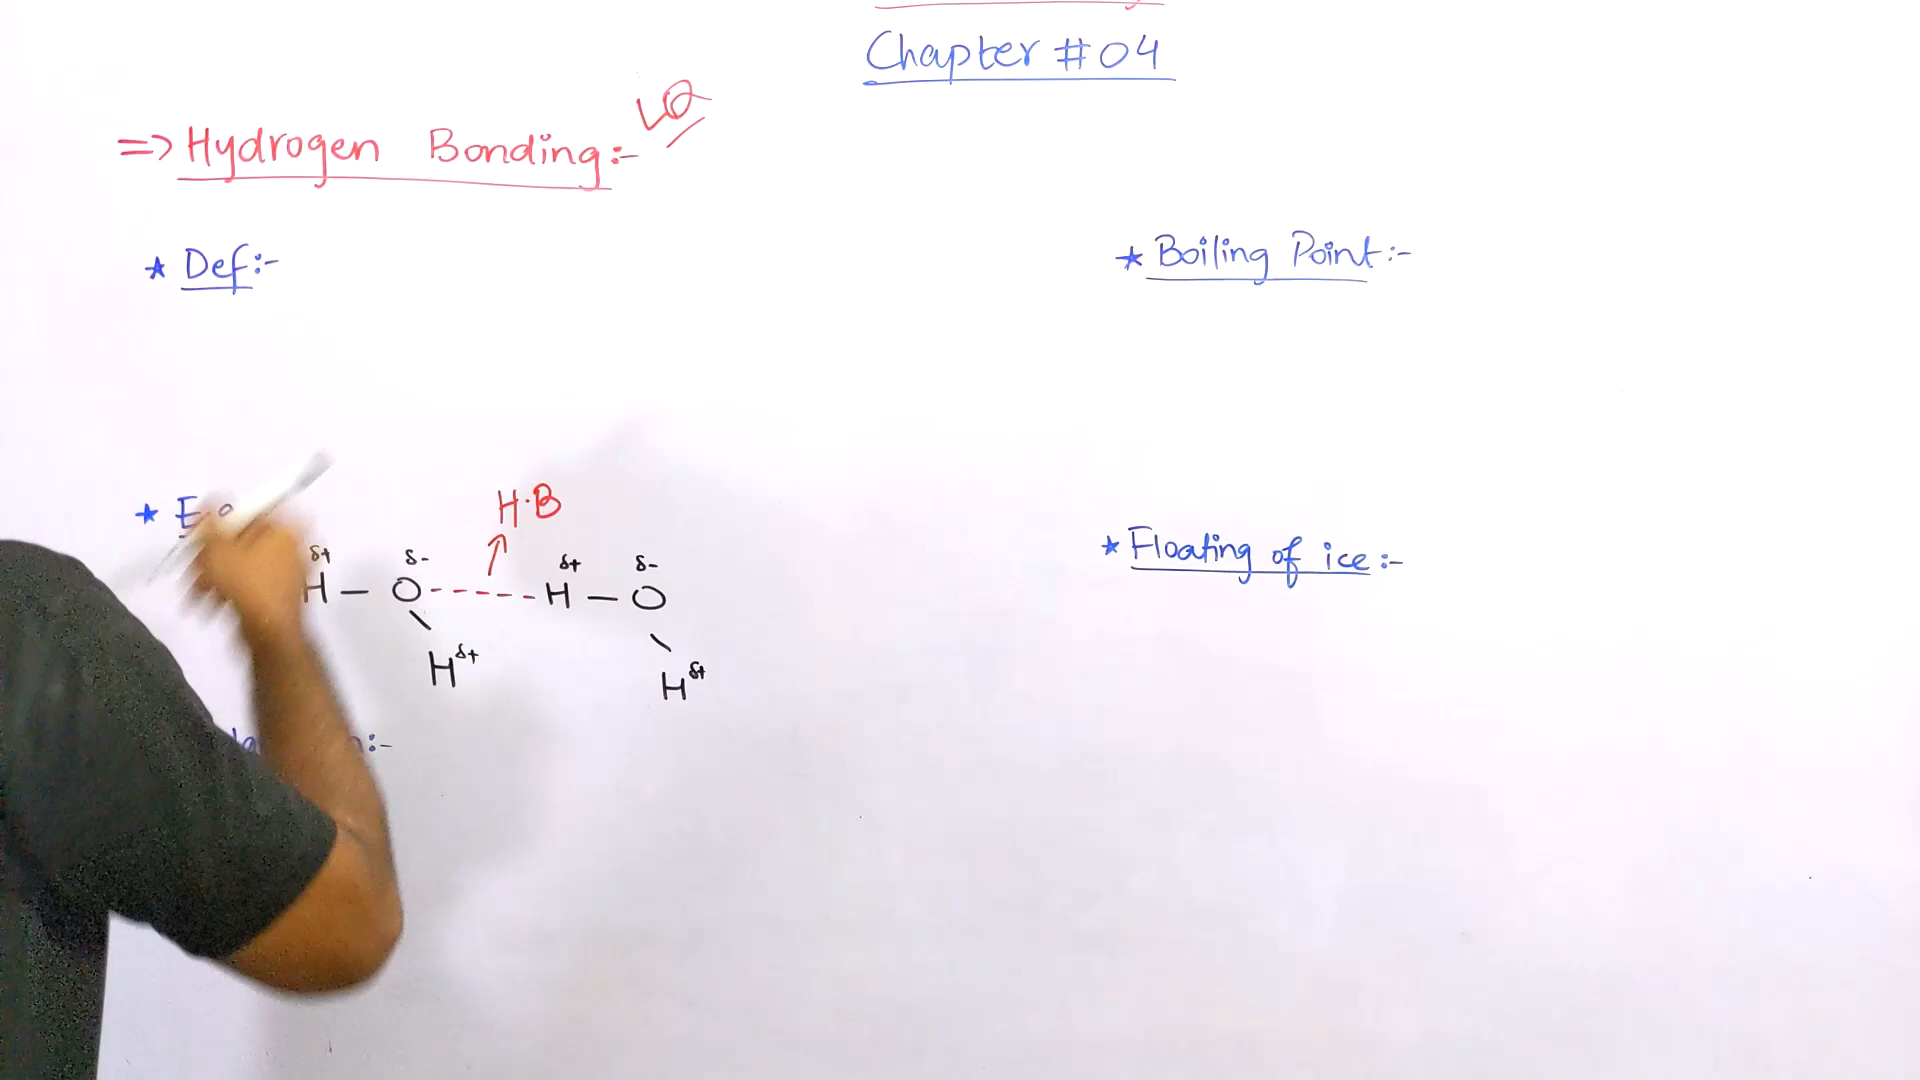 Chapter #04
=> Hydrogen Bonding:- LQ
* Def:-
* E.g
H.B
δ+ δ- δ+ δ-
H — O ----- H — O
H δ+ H δ+
* Boiling Point:-
* Floating of ice:-